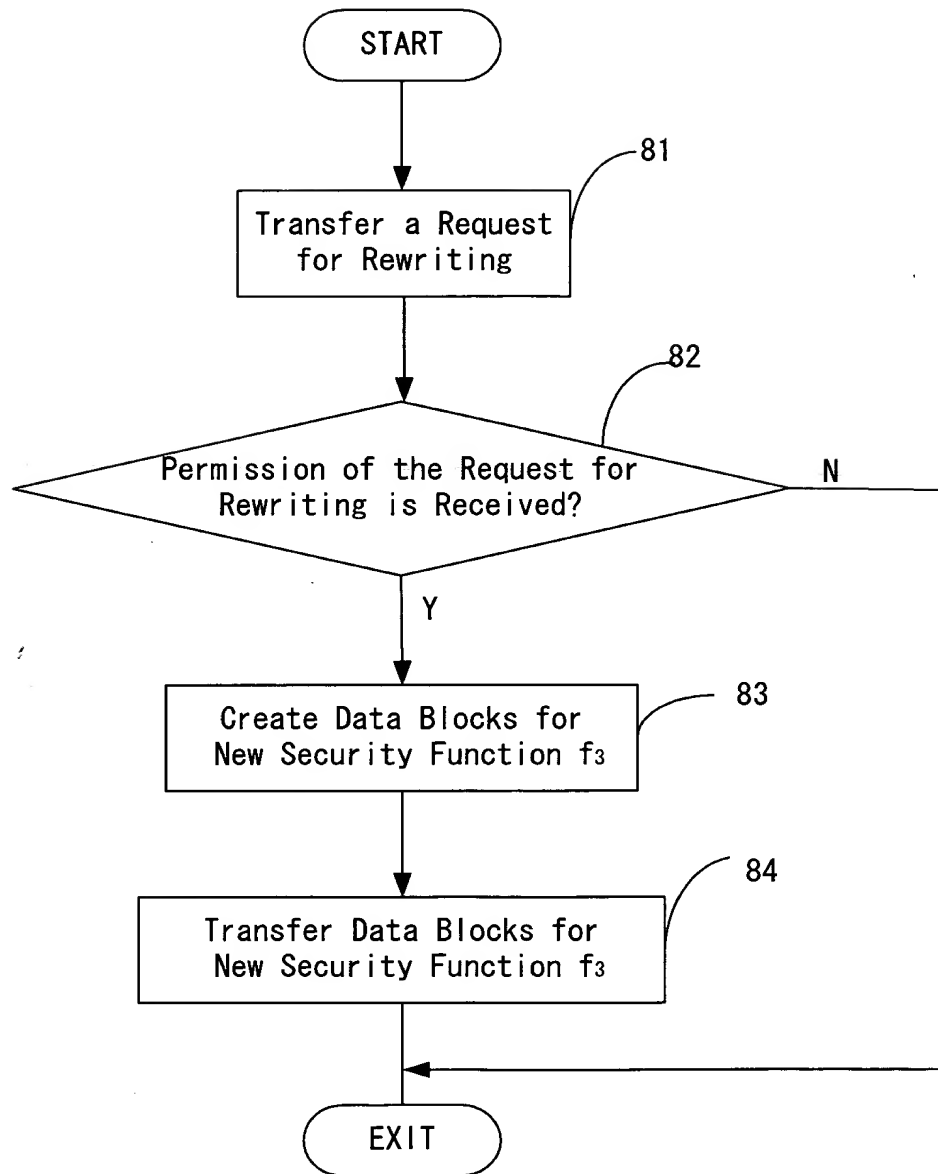 START
81
Transfer a Request
for Rewriting
82
Permission of the Request for
Rewriting is Received?
N
Y
83
Create Data Blocks for
New Security Function f₃
84
Transfer Data Blocks for
New Security Function f₃
EXIT